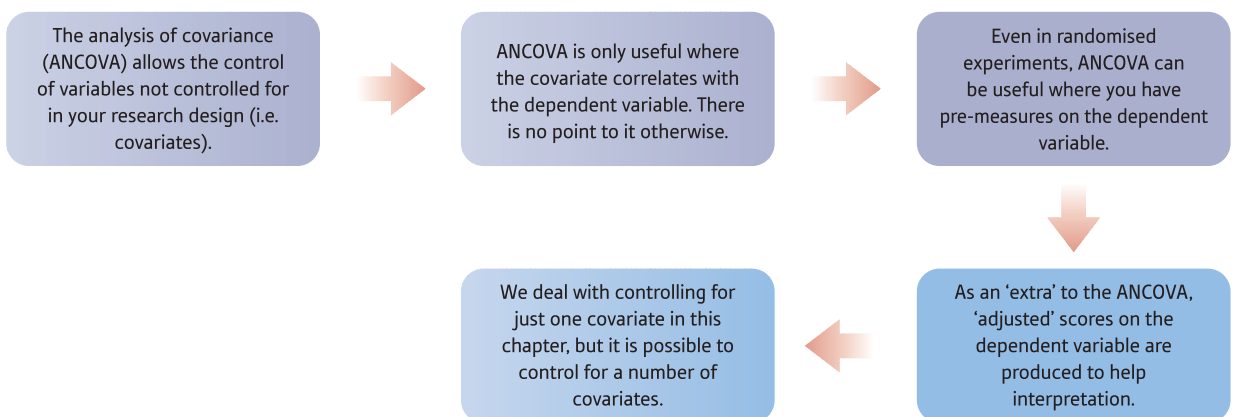 The analysis of covariance
(ANCOVA) allows the control
of variables not controlled for
in your research design (i.e.
covariates).
ANCOVA is only useful where
the covariate correlates with
the dependent variable. There
is no point to it otherwise.
Even in randomised
experiments, ANCOVA can
be useful where you have
pre-measures on the dependent
variable.
As an ‘extra’ to the ANCOVA,
‘adjusted’ scores on the
dependent variable are
produced to help
interpretation.
We deal with controlling for
just one covariate in this
chapter, but it is possible to
control for a number of
covariates.